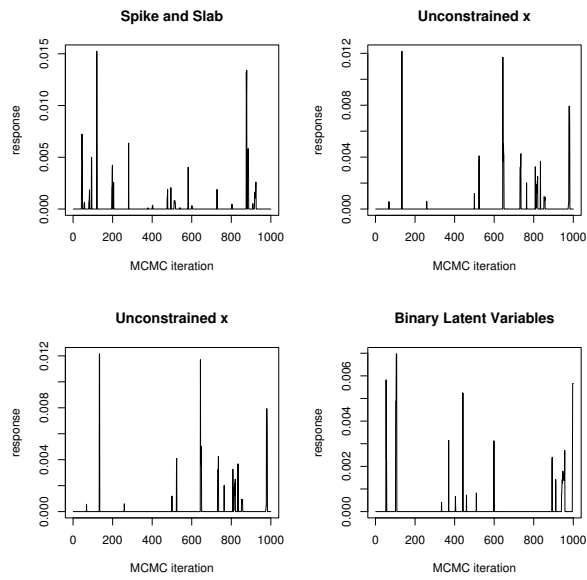 Spike and Slab
response
0.000 0.005 0.010 0.015
0 200 400 600 800 1000
MCMC iteration
Unconstrained x
response
0.000 0.004 0.008 0.012
0 200 400 600 800 1000
MCMC iteration
Unconstrained x
response
0.000 0.004 0.008 0.012
0 200 400 600 800 1000
MCMC iteration
Binary Latent Variables
response
0.000 0.002 0.004 0.006
0 200 400 600 800 1000
MCMC iteration